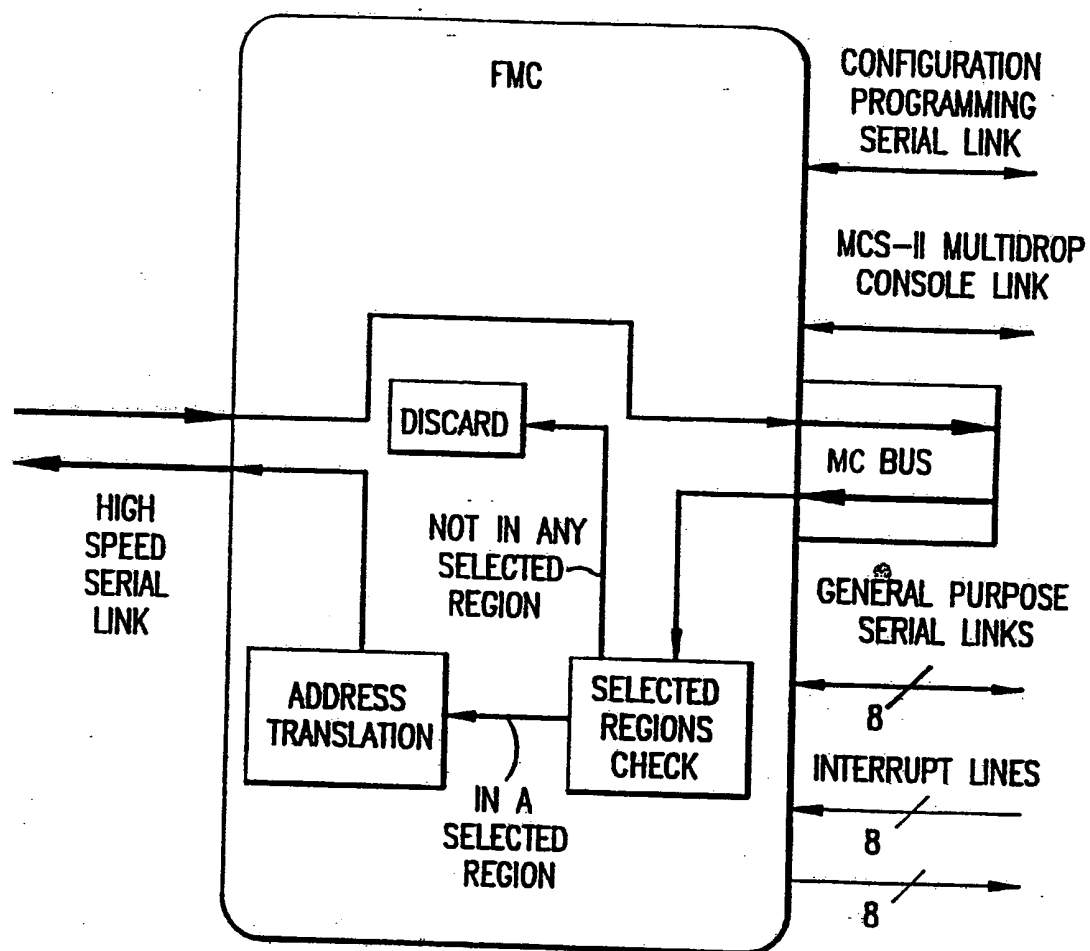 FMC
CONFIGURATION
PROGRAMMING
SERIAL LINK
MCS-II MULTIDROP
CONSOLE LINK
DISCARD
MC BUS
HIGH
SPEED
SERIAL
LINK
NOT IN ANY
SELECTED
REGION
GENERAL PURPOSE
SERIAL LINKS
8
ADDRESS
TRANSLATION
SELECTED
REGIONS
CHECK
IN A
SELECTED
REGION
INTERRUPT LINES
8
8